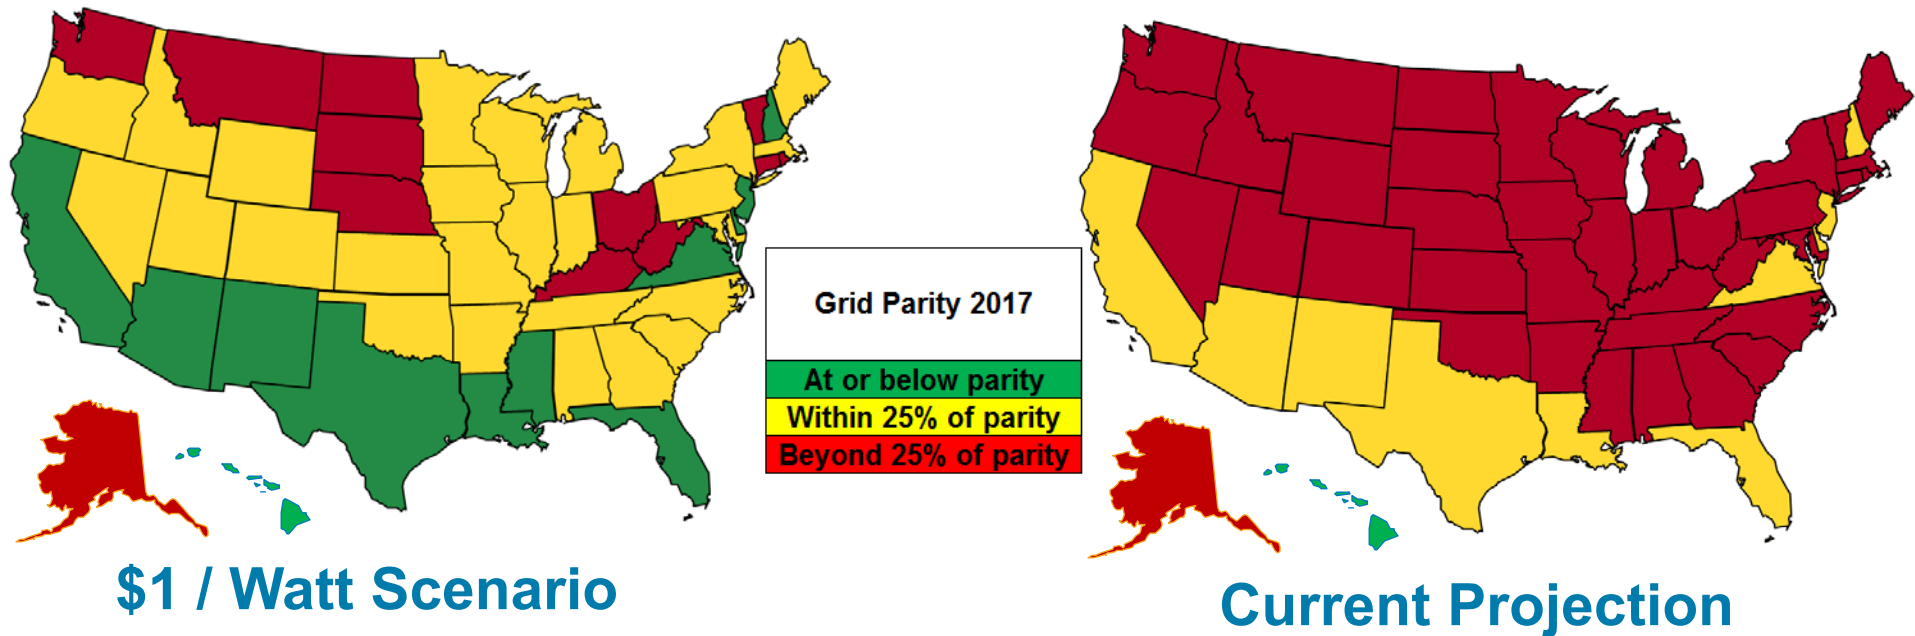 Grid Parity 2017
At or below parity
Within 25% of parity
Beyond 25% of parity
$1 / Watt Scenario
Current Projection